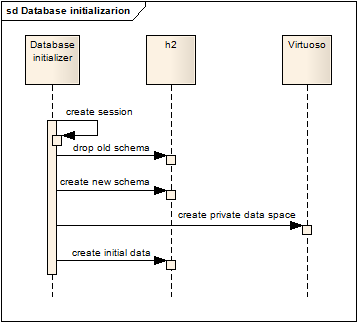 sd Database initializarion
Database
initializer
h2
Virtuoso
create session
drop old schema
create new schema
create private data space
create initial data